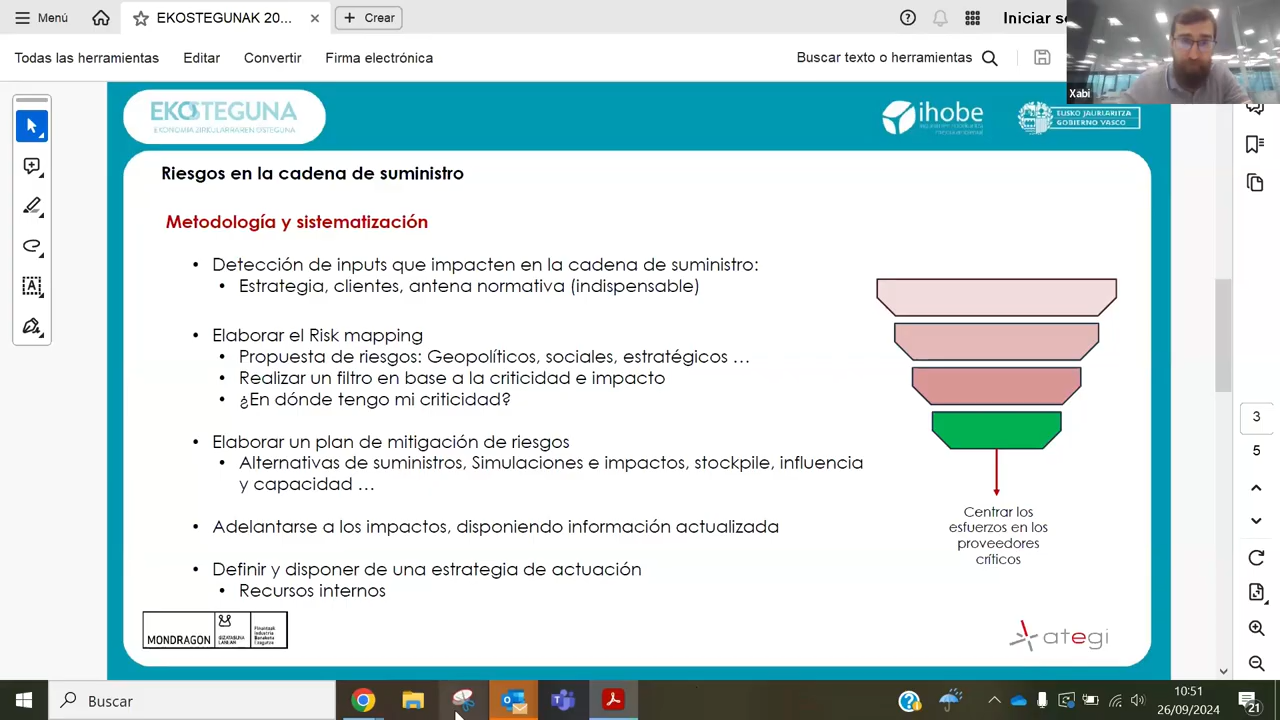 Menú
EKOSTEGUNAK 20...
Crear
Iniciar se
Todas las herramientas
Editar
Convertir
Firma electrónica
Buscar texto o herramientas
Xabi
EKOSTEGUNA
EKONOMIA ZIRKULARRAREN OSTEGUNA
ihobe
EUSKO JAURLARITZA
GOBIERNO VASCO
Riesgos en la cadena de suministro
Metodología y sistematización
• Detección de inputs que impacten en la cadena de suministro:
• Estrategia, clientes, antena normativa (indispensable)
• Elaborar el Risk mapping
• Propuesta de riesgos: Geopolíticos, sociales, estratégicos …
• Realizar un filtro en base a la criticidad e impacto
• ¿En dónde tengo mi criticidad?
• Elaborar un plan de mitigación de riesgos
• Alternativas de suministros, Simulaciones e impactos, stockpile, influencia
y capacidad …
• Adelantarse a los impactos, disponiendo información actualizada
• Definir y disponer de una estrategia de actuación
• Recursos internos
Centrar los
esfuerzos en los
proveedores
críticos
MONDRAGON
ategi
3
5
Buscar
10:51
26/09/2024
21